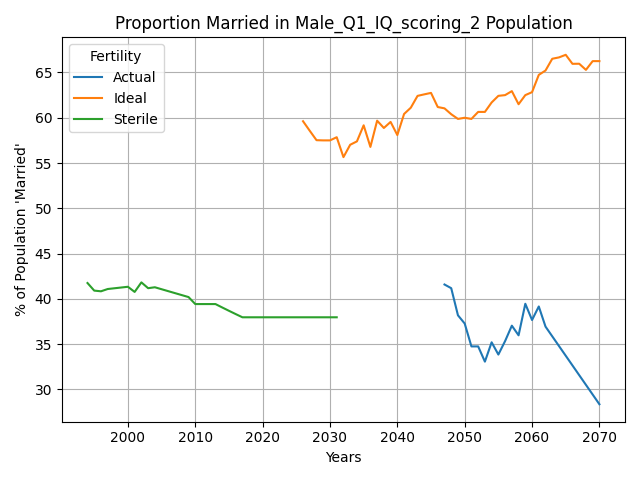 Proportion Married in Male_Q1_IQ_scoring_2 Population
Fertility
Actual
Ideal
Sterile
% of Population 'Married'
65
60
55
50
45
40
35
30
2000
2010
2020
2030
2040
2050
2060
2070
Years